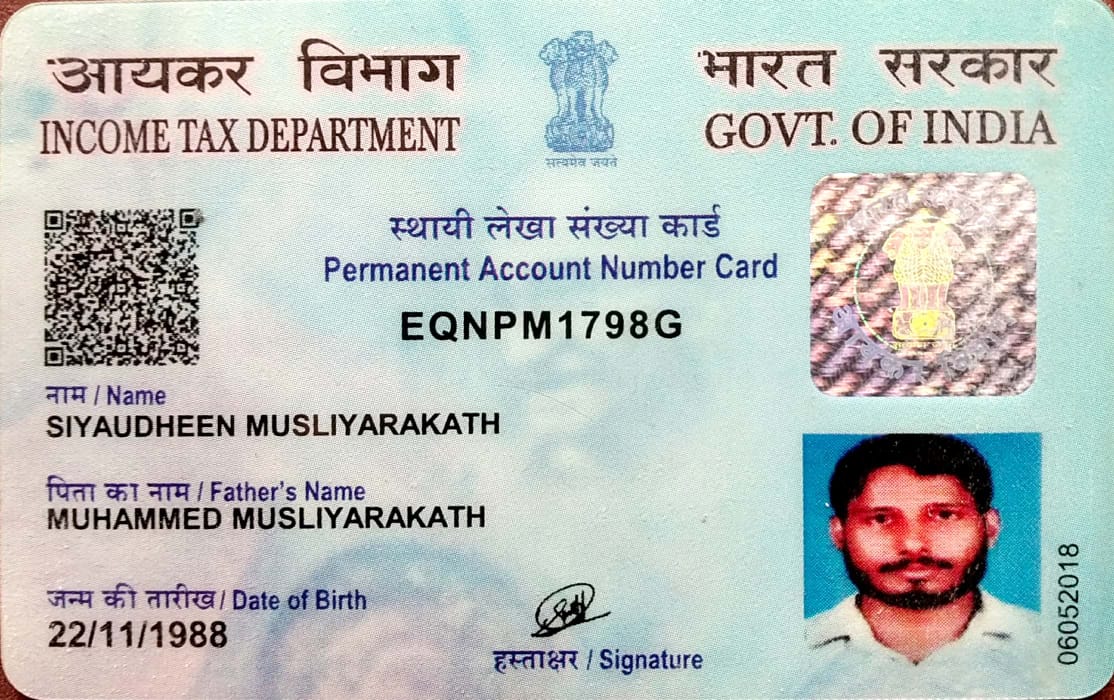 आयकर विभाग
INCOME TAX DEPARTMENT
भारत सरकार
GOVT. OF INDIA
सत्यमेव जयते
स्थायी लेखा संख्या कार्ड
Permanent Account Number Card
EQNPM1798G
नाम / Name
SIYAUDHEEN MUSLIYARAKATH
पिता का नाम / Father's Name
MUHAMMED MUSLIYARAKATH
जन्म की तारीख / Date of Birth
22/11/1988
हस्ताक्षर / Signature
06052018